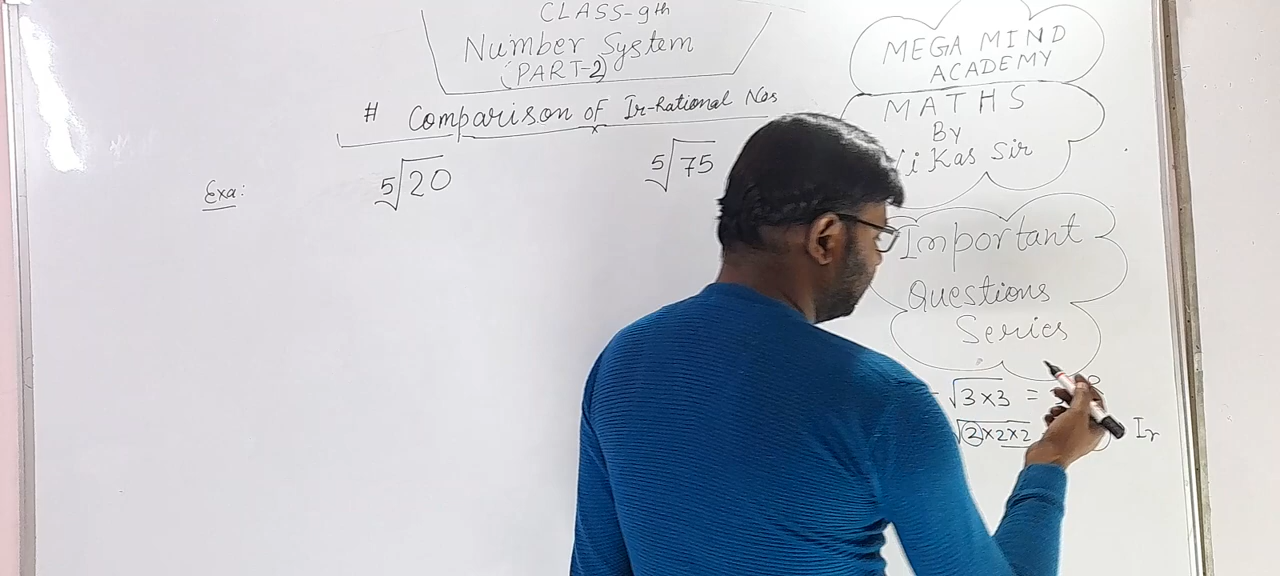 CLASS-9th
Number System
(PART-2)
# Comparison of Ir-Rational Nos
Exa: ⁵√20 ⁵√75
MEGA MIND
ACADEMY
MATHS
By
Vikas Sir
Important
Questions
Series
√3×3 =
√2×2×2 Ir